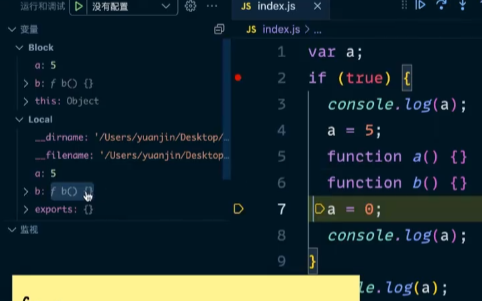 运行和调试 没有配置
变量
Block
a: 5
b: ƒ b() {}
this: Object
Local
__dirname: '/Users/yuanjin/Desktop/…
__filename: '/Users/yuanjin/Desktop…
a: 5
b: ƒ b() {}
exports: {}
监视
JS index.js ×
JS index.js > ...
1 var a;
2 if (true) {
3 console.log(a);
4 a = 5;
5 function a() {}
6 function b() {}
7 a = 0;
8 console.log(a);
9 }
le.log(a);